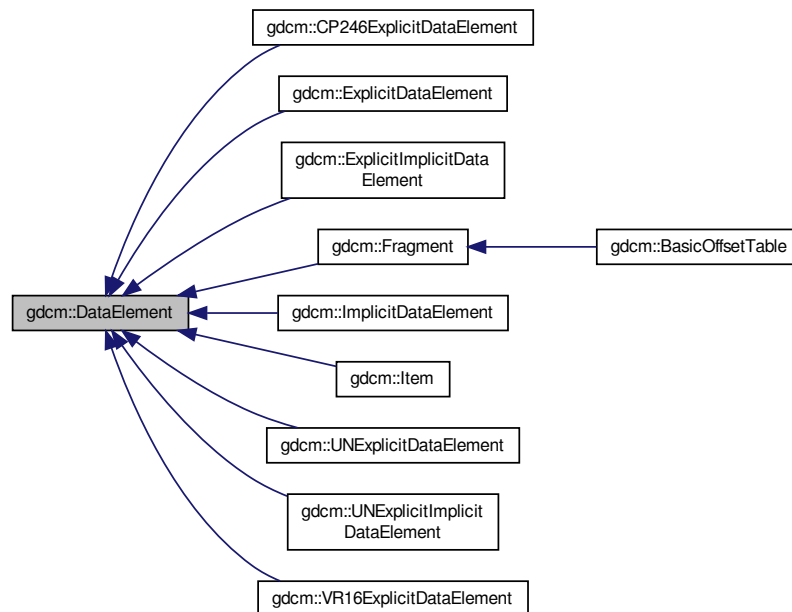 gdcm::CP246ExplicitDataElement
gdcm::ExplicitDataElement
gdcm::ExplicitImplicitData
Element
gdcm::Fragment
gdcm::BasicOffsetTable
gdcm::DataElement
gdcm::ImplicitDataElement
gdcm::Item
gdcm::UNExplicitDataElement
gdcm::UNExplicitImplicit
DataElement
gdcm::VR16ExplicitDataElement